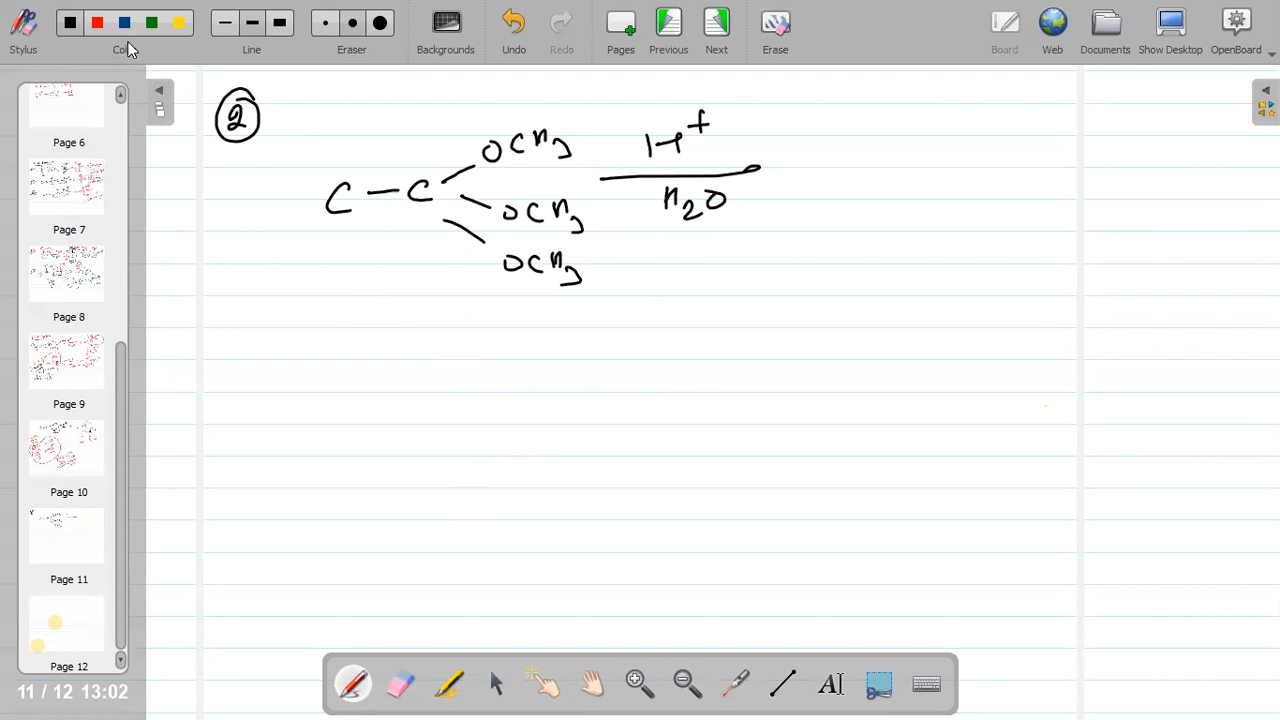 Stylus Color Line Eraser Backgrounds Undo Redo Pages Previous Next Erase Board Web Documents Show Desktop OpenBoard
②
OCH3 H+
C — C OCH3 H2O
OCH3
Page 6
Page 7
Page 8
Page 9
Page 10
Page 11
Page 12
11 / 12 13:02